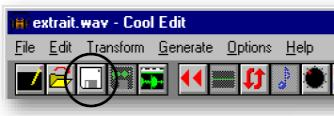 extrait.wav - Cool Edit
File Edit Transform Generate Options Help